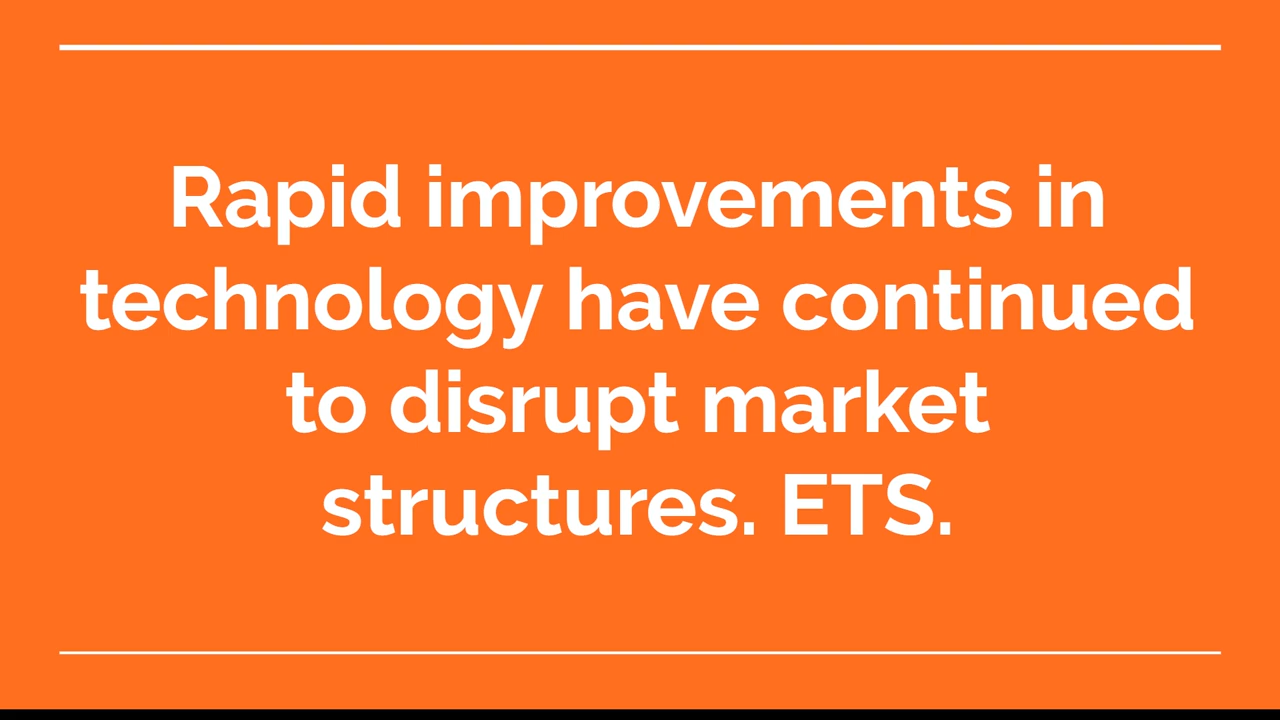 Rapid improvements in
technology have continued
to disrupt market
structures. ETS.